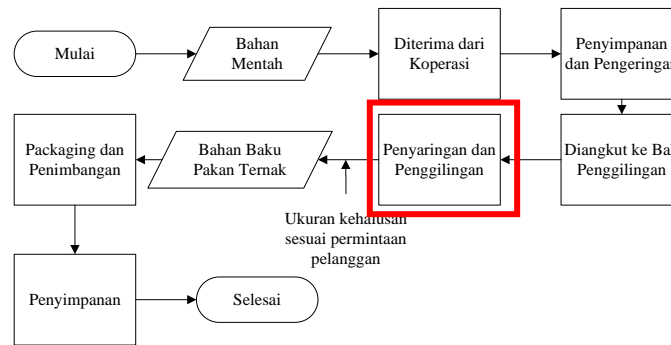 Mulai
Bahan
Mentah
Diterima dari
Koperasi
Penyimpanan
dan Pengeringan
Diangkut ke Bak
Penggilingan
Penyaringan dan
Penggilingan
Ukuran kehalusan
sesuai permintaan
pelanggan
Bahan Baku
Pakan Ternak
Packaging dan
Penimbangan
Penyimpanan
Selesai